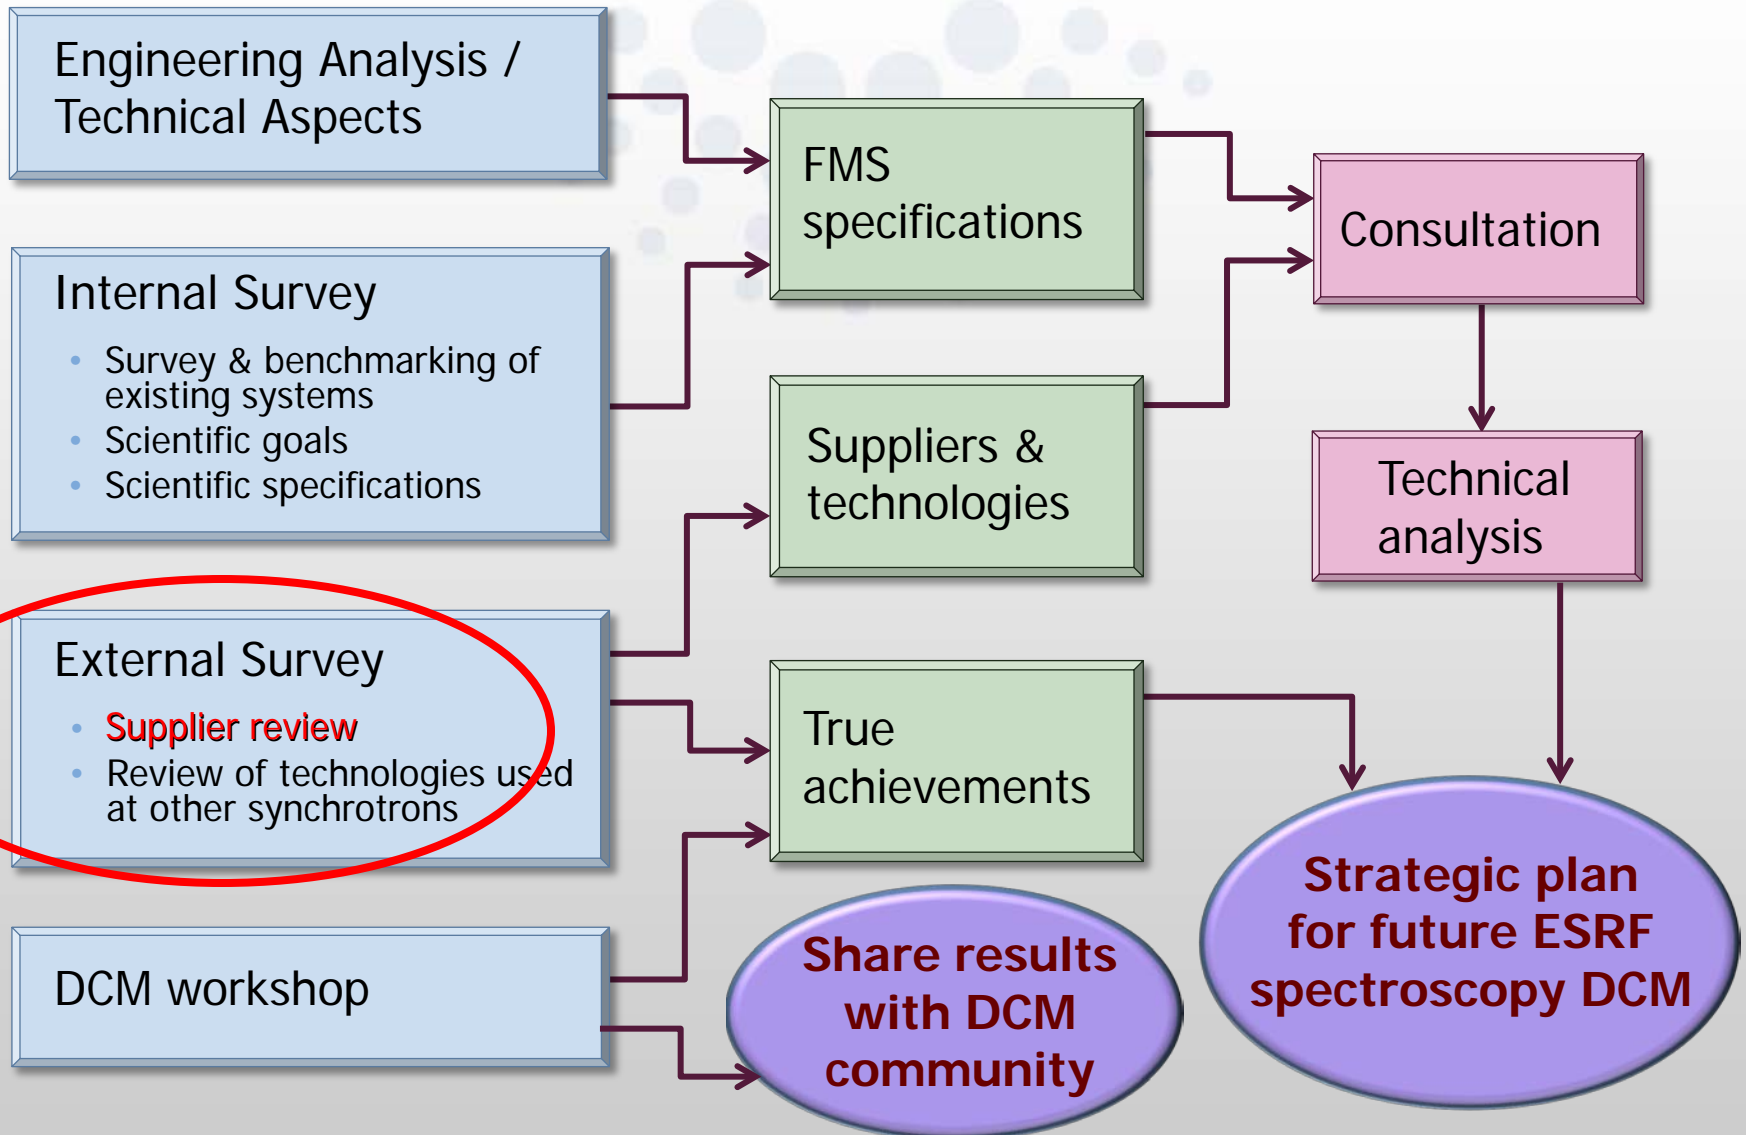 Engineering Analysis /
Technical Aspects
Internal Survey
• Survey & benchmarking of
existing systems
• Scientific goals
• Scientific specifications
External Survey
• Supplier review
• Review of technologies used
at other synchrotrons
DCM workshop
FMS
specifications
Suppliers &
technologies
True
achievements
Share results
with DCM
community
Consultation
Technical
analysis
Strategic plan
for future ESRF
spectroscopy DCM